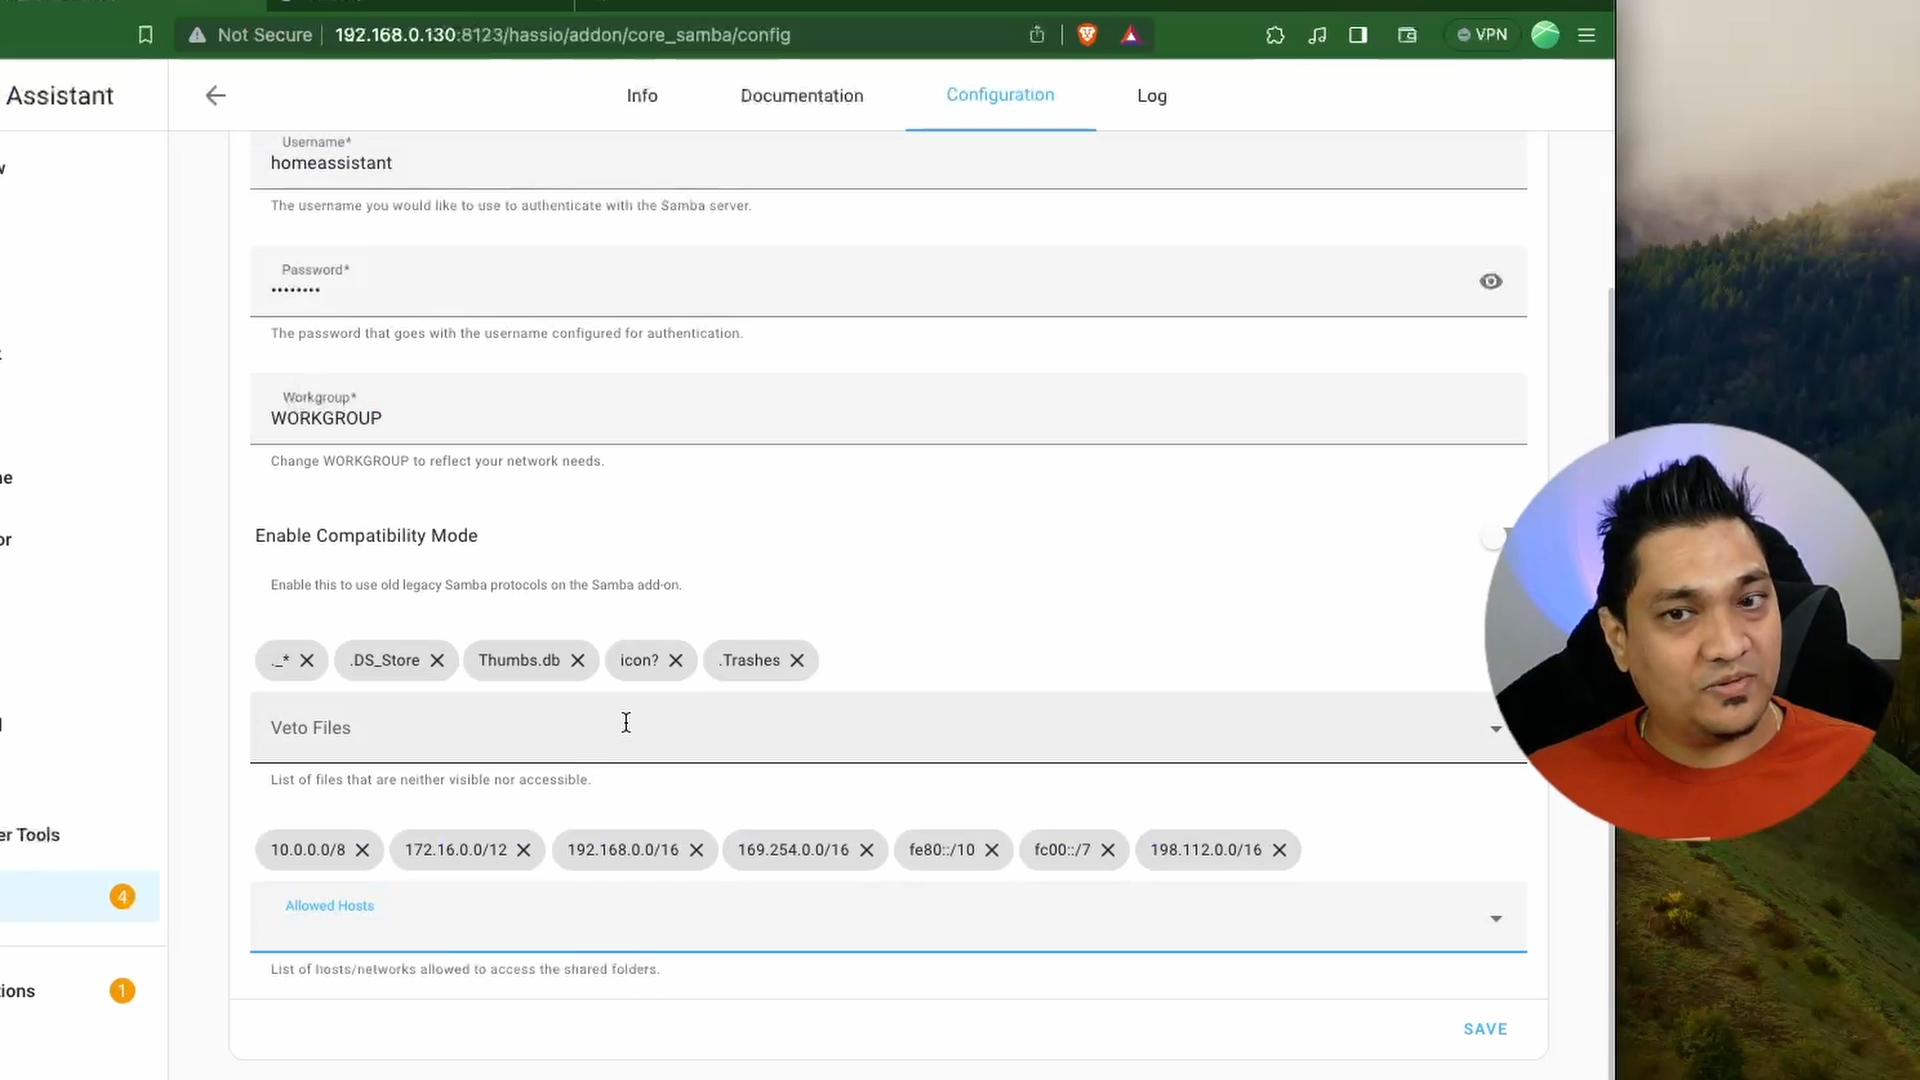 Not Secure 192.168.0.130:8123/hassio/addon/core_samba/config VPN
Assistant Info Documentation Configuration Log
Username*
homeassistant
The username you would like to use to authenticate with the Samba server.
Password*
••••••••
The password that goes with the username configured for authentication.
Workgroup*
WORKGROUP
Change WORKGROUP to reflect your network needs.
Enable Compatibility Mode
Enable this to use old legacy Samba protocols on the Samba add-on.
._* .DS_Store Thumbs.db icon? .Trashes
Veto Files
List of files that are neither visible nor accessible.
er Tools
10.0.0.0/8 172.16.0.0/12 192.168.0.0/16 169.254.0.0/16 fe80::/10 fc00::/7 198.112.0.0/16
4
Allowed Hosts
List of hosts/networks allowed to access the shared folders.
tions 1
SAVE